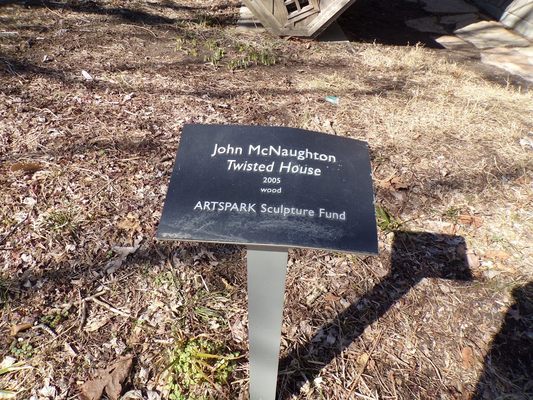 John McNaughton
Twisted House
2005
wood
ARTSPARK Sculpture Fund